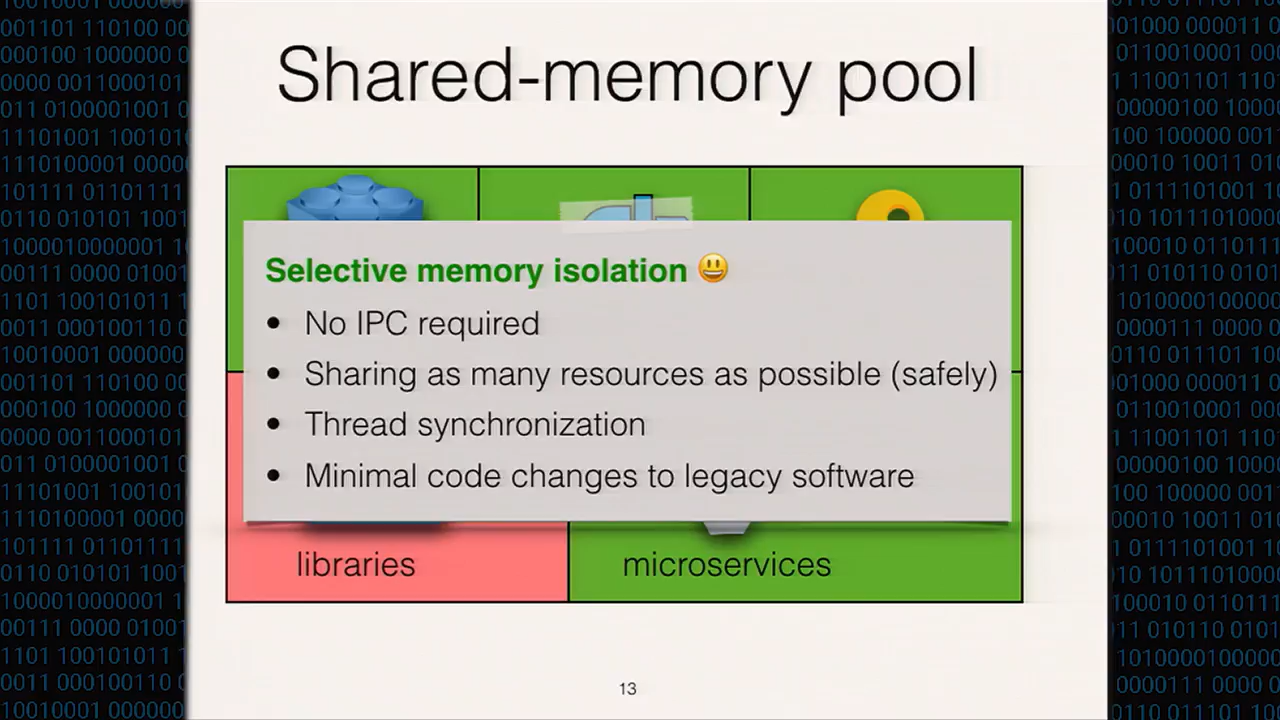 Shared-memory pool
Selective memory isolation 😃
• No IPC required
• Sharing as many resources as possible (safely)
• Thread synchronization
• Minimal code changes to legacy software
libraries
microservices
13